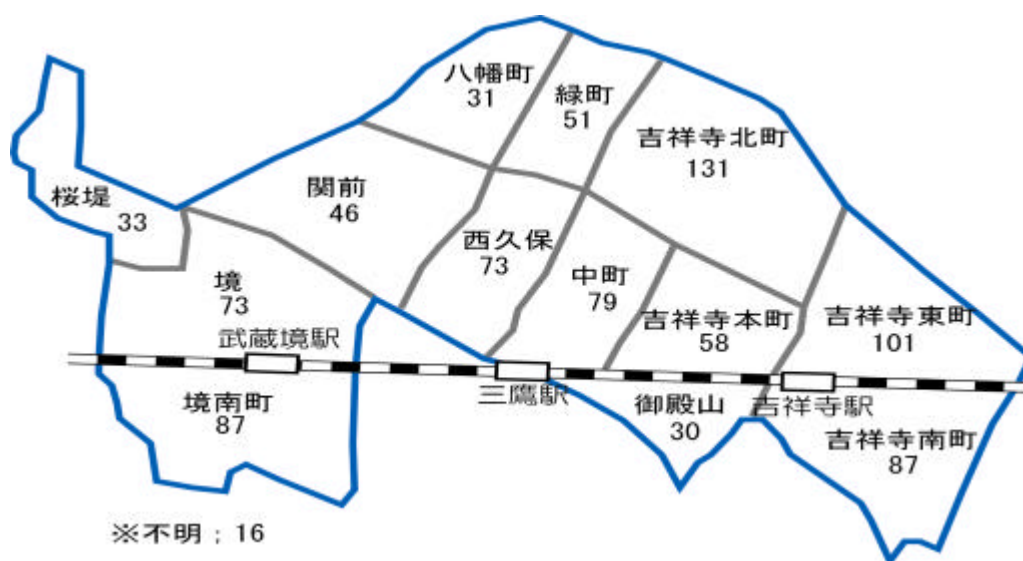 八幡町
31
緑町
51
吉祥寺北町
131
桜堤
33
関前
46
西久保
73
境
73
中町
79
吉祥寺本町
58
吉祥寺東町
101
武蔵境駅
三鷹駅
吉祥寺駅
境南町
87
御殿山
30
吉祥寺南町
87
※不明；16